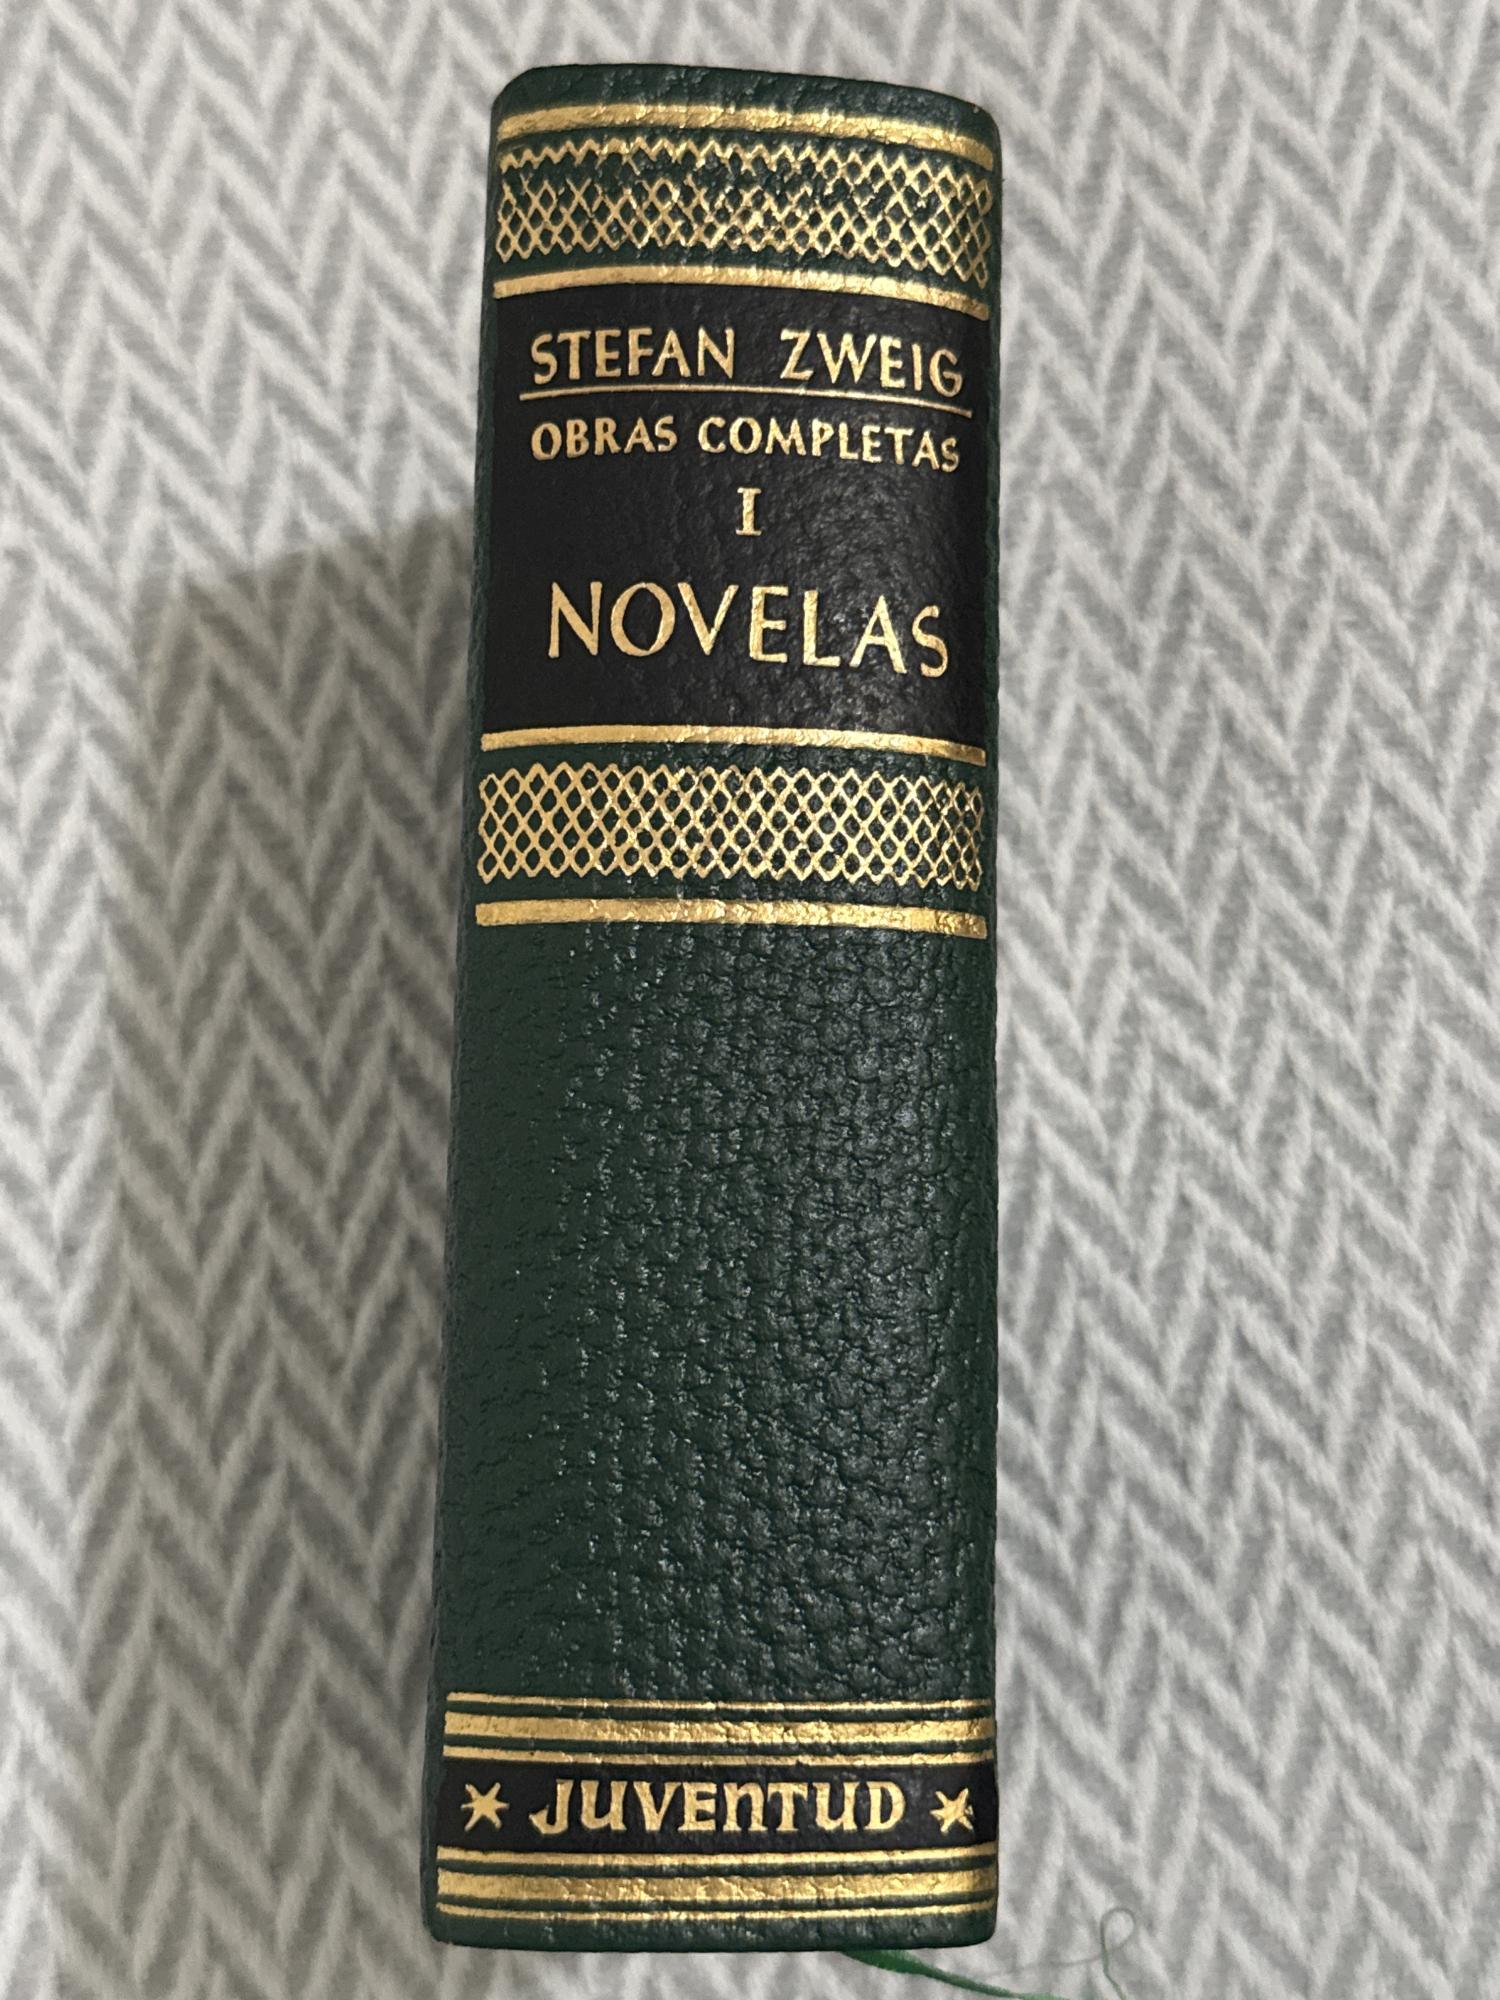 STEFAN ZWEIG
OBRAS COMPLETAS
I
NOVELAS
JUVENTUD